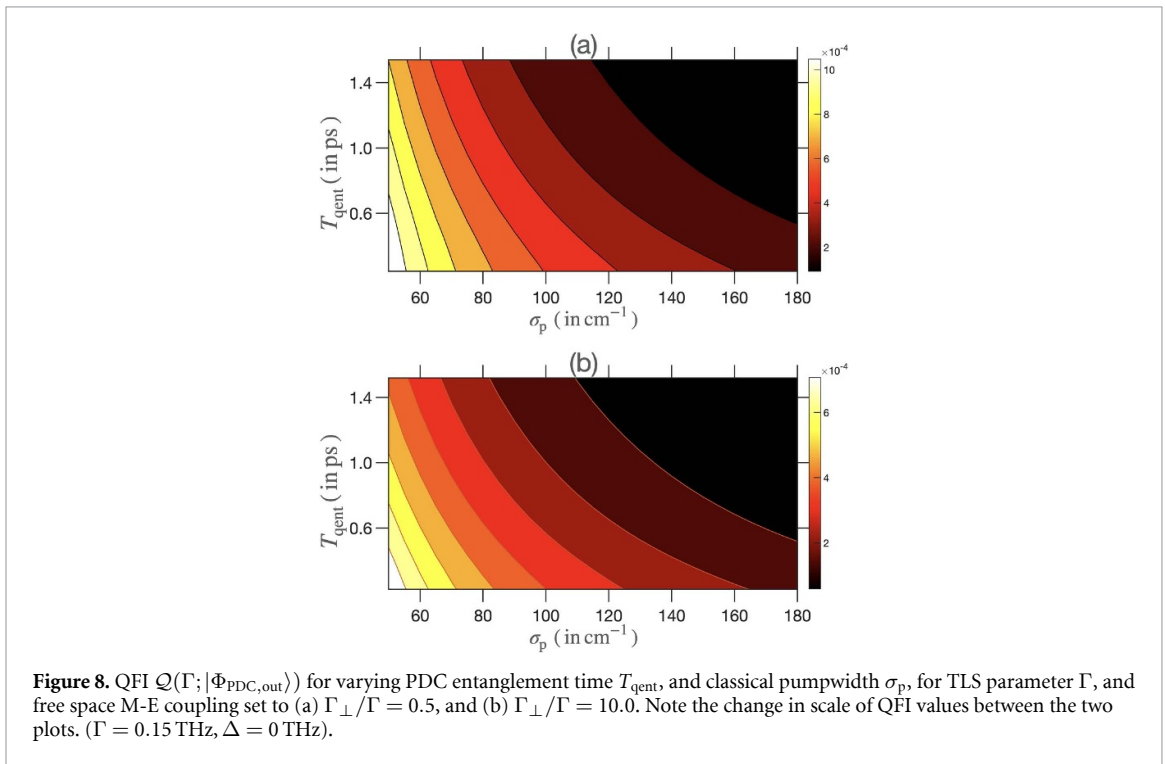 (a)
×10⁻⁴
10
8
6
4
2
1.4
1.0
0.6
T_qent (in ps)
60 80 100 120 140 160 180
σ_p (in cm⁻¹)
(b)
×10⁻⁴
6
4
2
1.4
1.0
0.6
T_qent (in ps)
60 80 100 120 140 160 180
σ_p (in cm⁻¹)
Figure 8. QFI 𝒬(Γ; |Φ_PDC,out⟩) for varying PDC entanglement time T_qent, and classical pumpwidth σ_p, for TLS parameter Γ, and
free space M-E coupling set to (a) Γ_⊥/Γ = 0.5, and (b) Γ_⊥/Γ = 10.0. Note the change in scale of QFI values between the two
plots. (Γ = 0.15 THz, Δ = 0 THz).